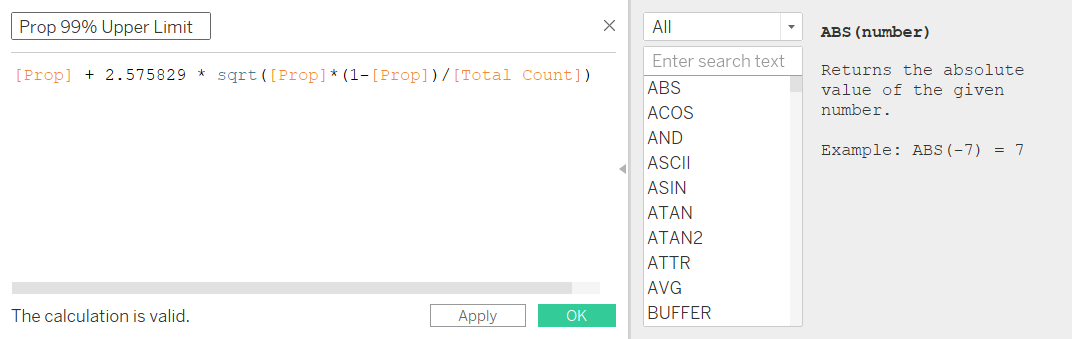 Prop 99% Upper Limit
[Prop] + 2.575829 * sqrt([Prop]*(1-[Prop])/[Total Count])
The calculation is valid.
Apply
OK
All
Enter search text
ABS
ACOS
AND
ASCII
ASIN
ATAN
ATAN2
ATTR
AVG
BUFFER
ABS(number)
Returns the absolute
value of the given
number.
Example: ABS(-7) = 7